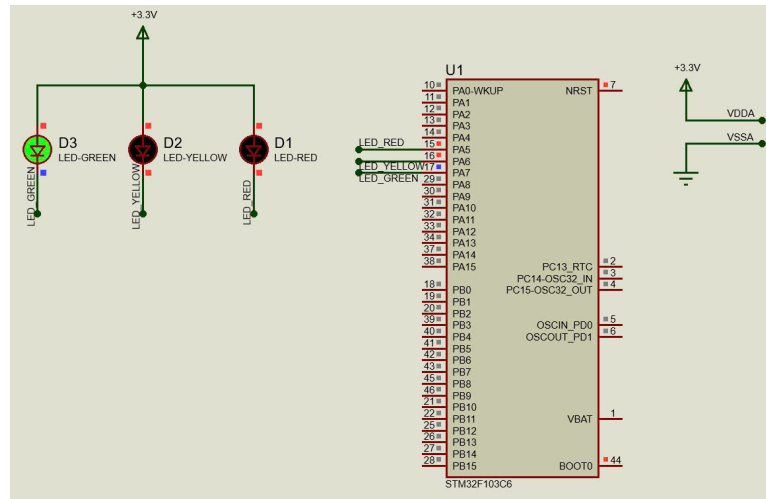 +3.3V
D3
LED-GREEN
D2
LED-YELLOW
D1
LED-RED
LED_GREEN
LED_YELLOW
LED_RED
U1
10 PA0-WKUP
11 PA1
12 PA2
13 PA3
14 PA4
LED_RED 15 PA5
16 PA6
LED_YELLOW 17 PA7
LED_GREEN 29 PA8
30 PA9
31 PA10
32 PA11
33 PA12
34 PA13
37 PA14
38 PA15
18 PB0
19 PB1
20 PB2
39 PB3
40 PB4
41 PB5
42 PB6
43 PB7
45 PB8
46 PB9
21 PB10
22 PB11
25 PB12
26 PB13
27 PB14
28 PB15
NRST 7
PC13_RTC 2
PC14-OSC32_IN 3
PC15-OSC32_OUT 4
OSCIN_PD0 5
OSCOUT_PD1 6
VBAT 1
BOOT0 44
STM32F103C6
+3.3V
VDDA
VSSA